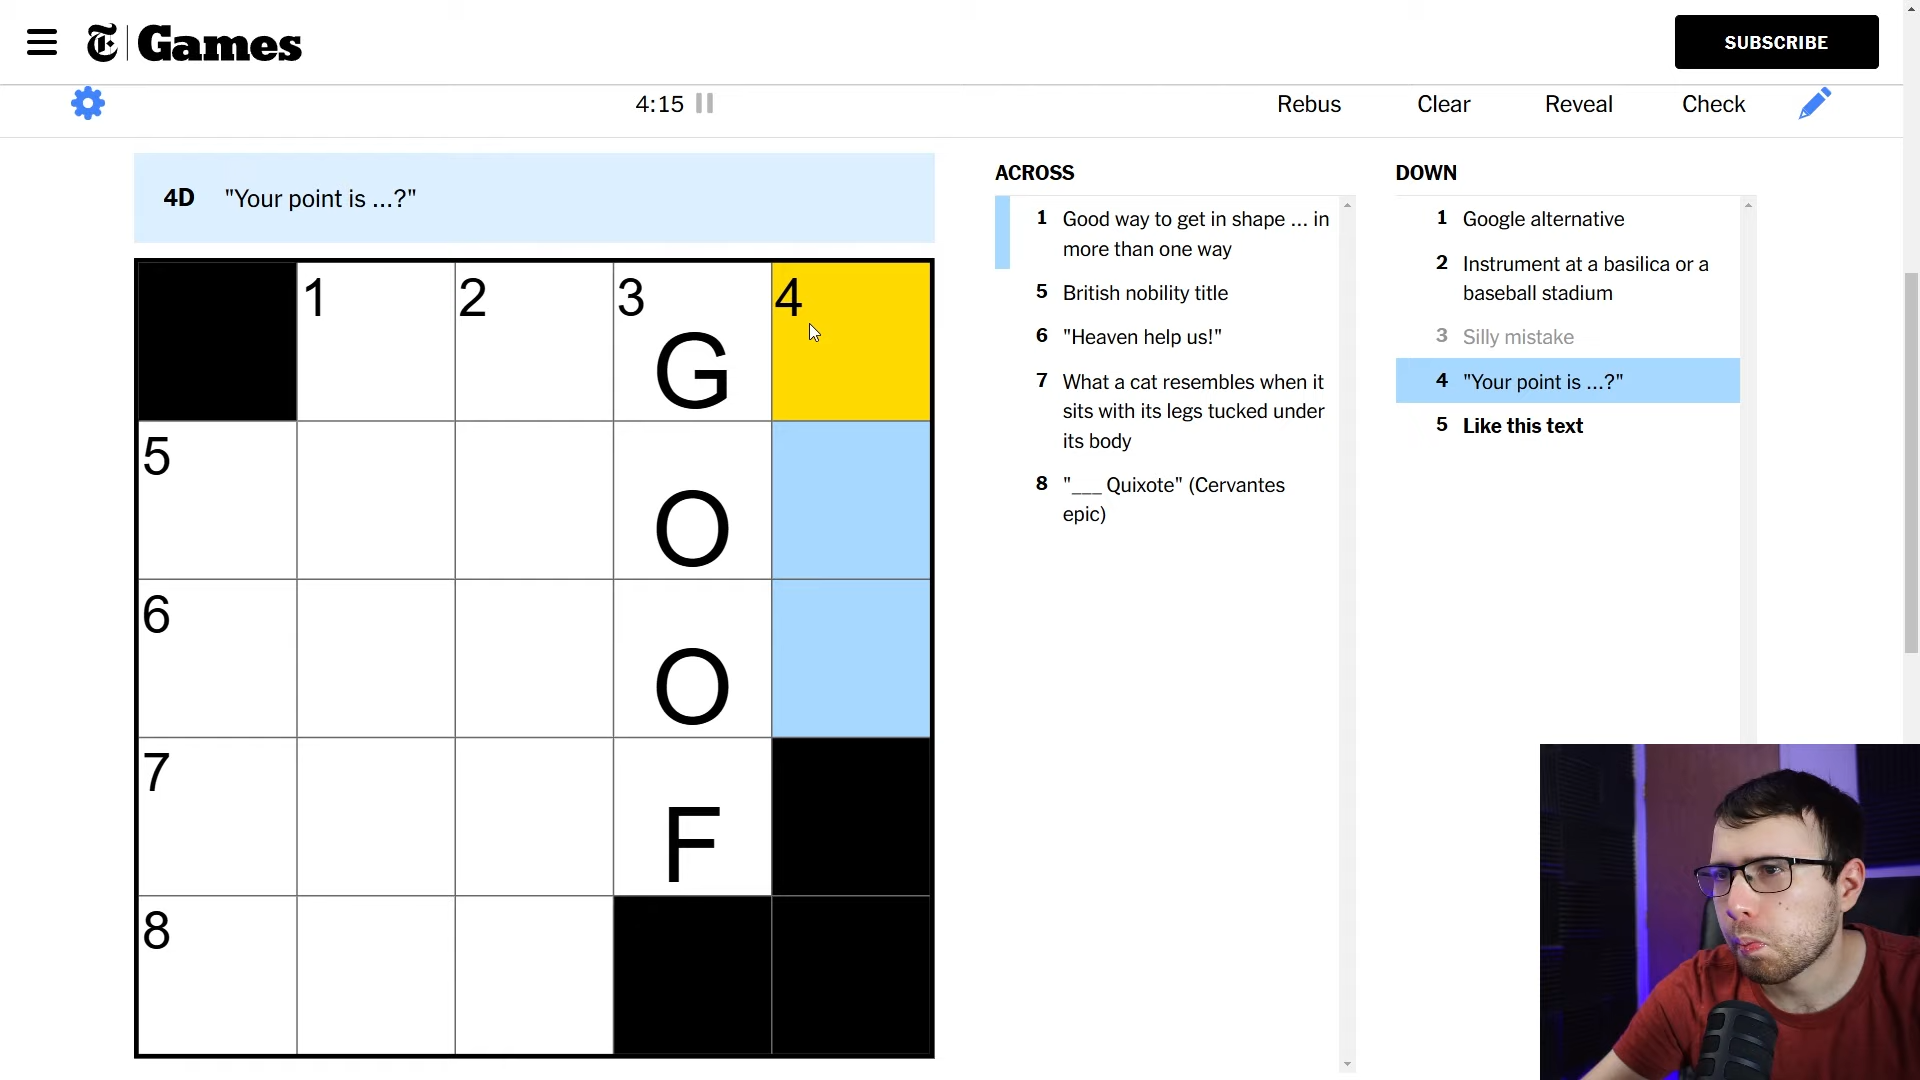 Games
SUBSCRIBE
4:15
Rebus
Clear
Reveal
Check
4D "Your point is ...?"
1
2
3
4
G
5
O
6
O
7
F
8
ACROSS
1 Good way to get in shape ... in
more than one way
5 British nobility title
6 "Heaven help us!"
7 What a cat resembles when it
sits with its legs tucked under
its body
8 "___ Quixote" (Cervantes
epic)
DOWN
1 Google alternative
2 Instrument at a basilica or a
baseball stadium
3 Silly mistake
4 "Your point is ...?"
5 Like this text